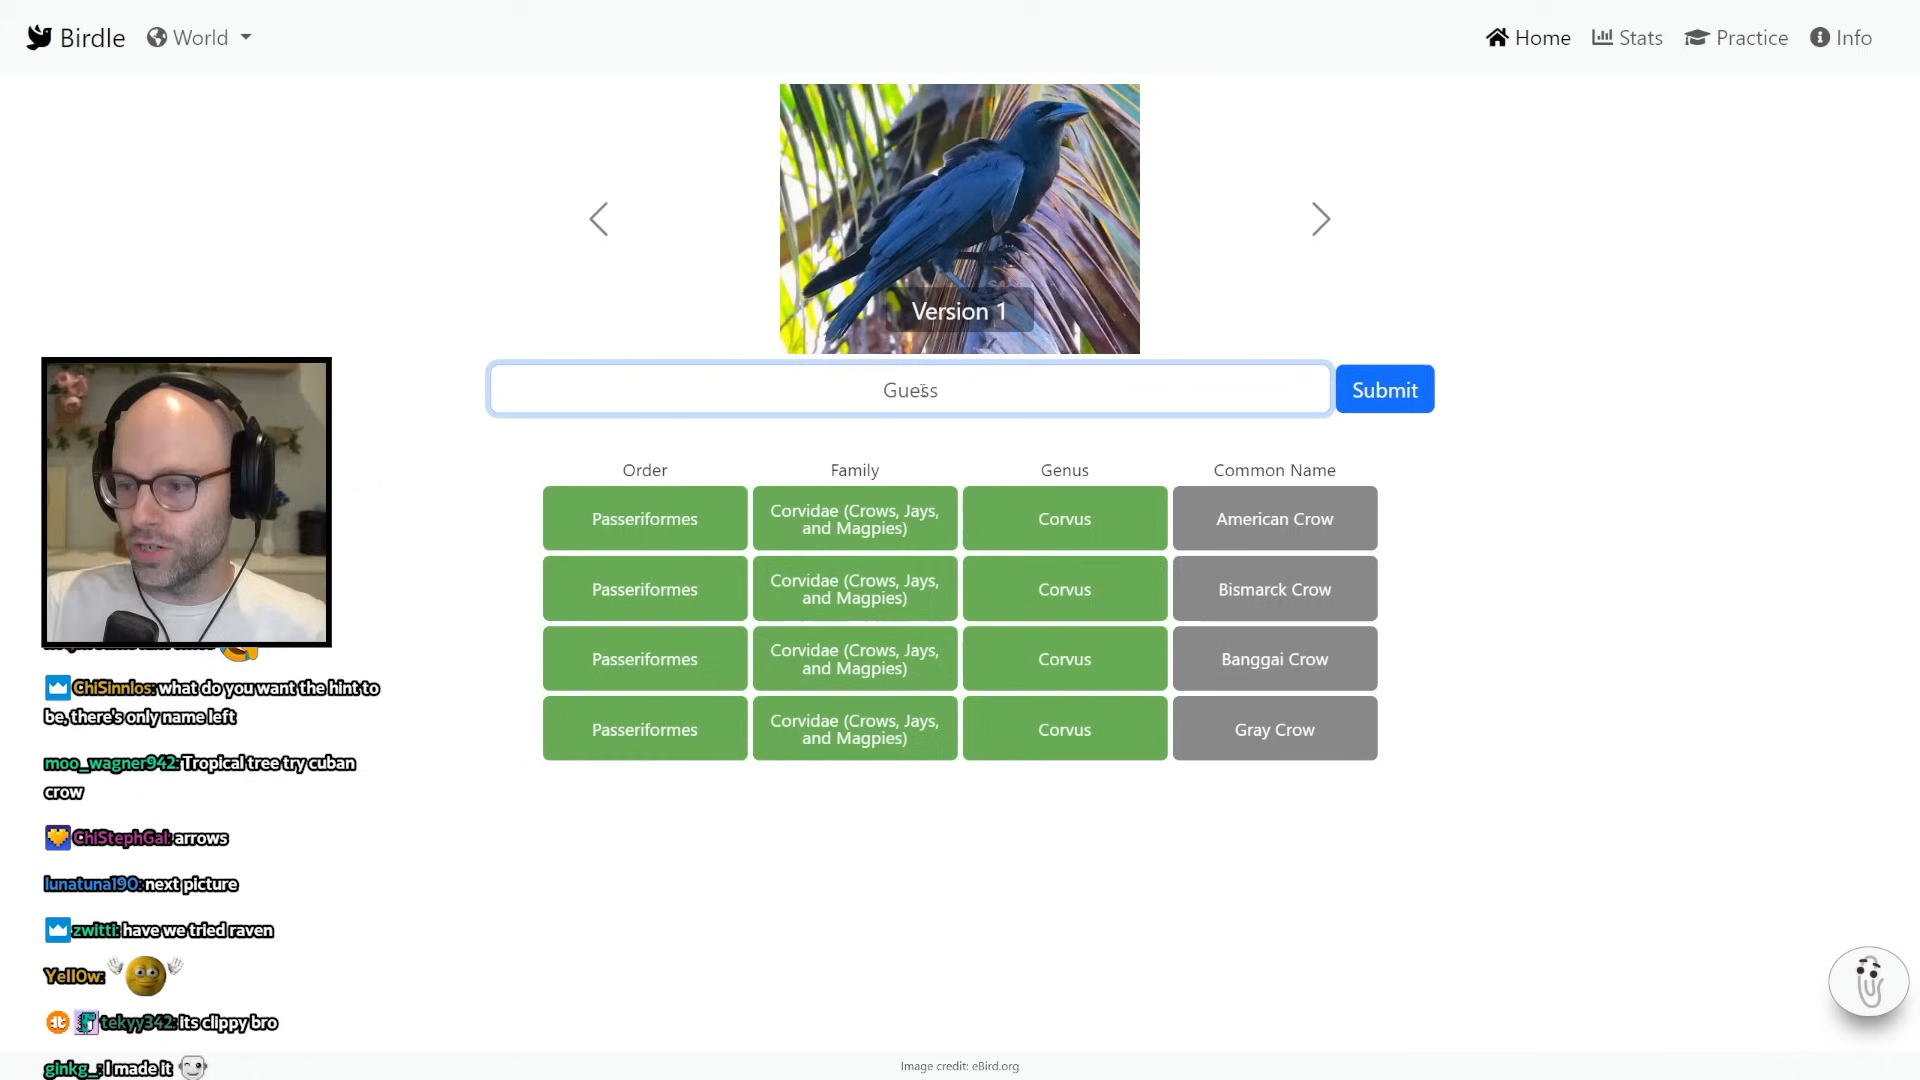 Birdle
World
Home
Stats
Practice
Info
Version 1
Guess
Submit
Order Family Genus Common Name
Passeriformes
Corvidae (Crows, Jays,
and Magpies)
Corvus
American Crow
Passeriformes
Corvidae (Crows, Jays,
and Magpies)
Corvus
Bismarck Crow
Passeriformes
Corvidae (Crows, Jays,
and Magpies)
Corvus
Banggai Crow
Passeriformes
Corvidae (Crows, Jays,
and Magpies)
Corvus
Gray Crow
ChiSinnlos: what do you want the hint to
be, there's only name left
moo_wagner942: Tropical tree try cuban
crow
ChiStephGal: arrows
lunatuna190: next picture
zwitti: have we tried raven
Yell0w:
tekyy342: its clippy bro
ginkg_: I made it
Image credit: eBird.org